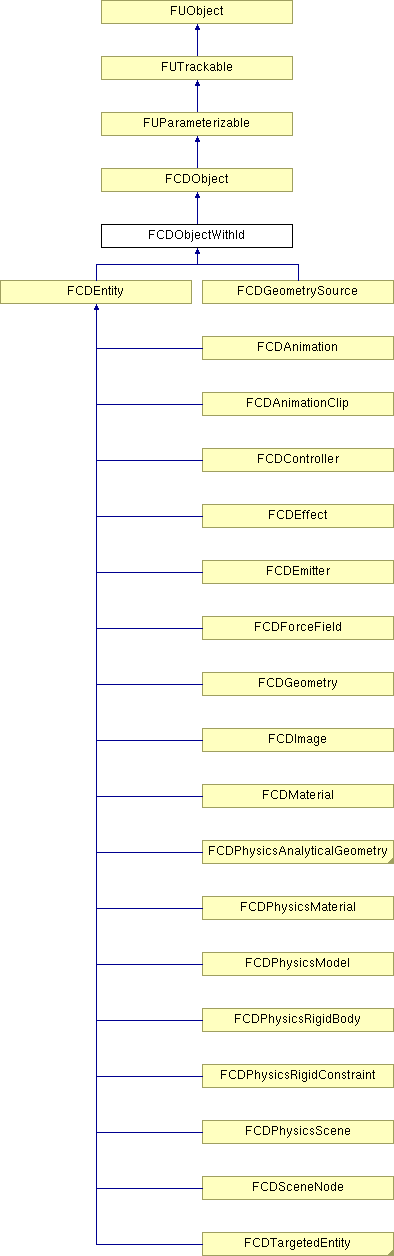 FUObject
FUTrackable
FUParameterizable
FCDObject
FCDObjectWithId
FCDEntity
FCDGeometrySource
FCDAnimation
FCDAnimationClip
FCDController
FCDEffect
FCDEmitter
FCDForceField
FCDGeometry
FCDImage
FCDMaterial
FCDPhysicsAnalyticalGeometry
FCDPhysicsMaterial
FCDPhysicsModel
FCDPhysicsRigidBody
FCDPhysicsRigidConstraint
FCDPhysicsScene
FCDSceneNode
FCDTargetedEntity